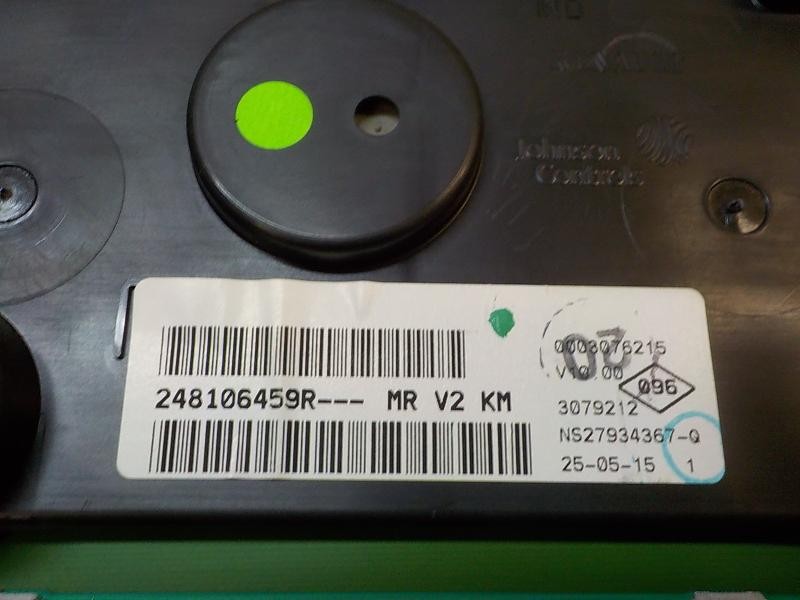 Johnson
Controls
0003076215
V10.00
096
248106459R--- MR V2 KM
3079212
NS27934367-Q
25-05-15 1